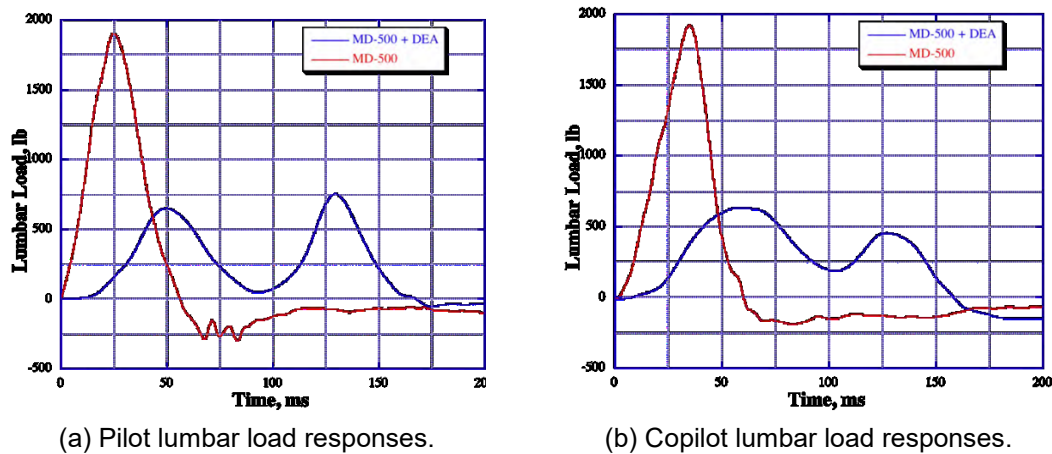 2000
1500
1000
500
0
-500
Lumbar Load, lb
MD-500 + DEA
MD-500
0
50
100
150
200
Time, ms
(a) Pilot lumbar load responses.
2000
1500
1000
500
0
-500
Lumbar Load, lb
MD-500 + DEA
MD-500
0
50
100
150
200
Time, ms
(b) Copilot lumbar load responses.